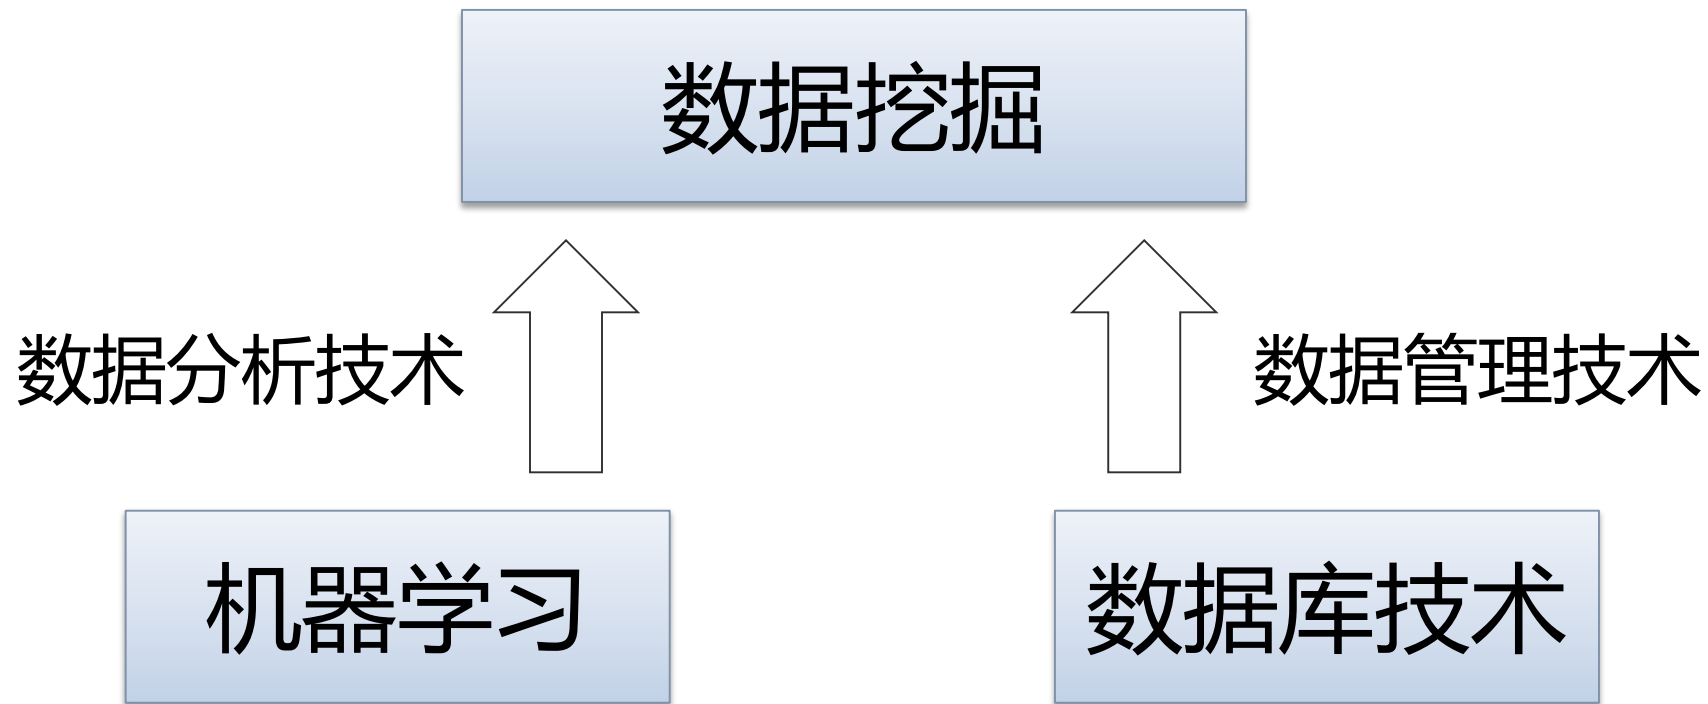 数据挖掘
数据分析技术
数据管理技术
机器学习
数据库技术